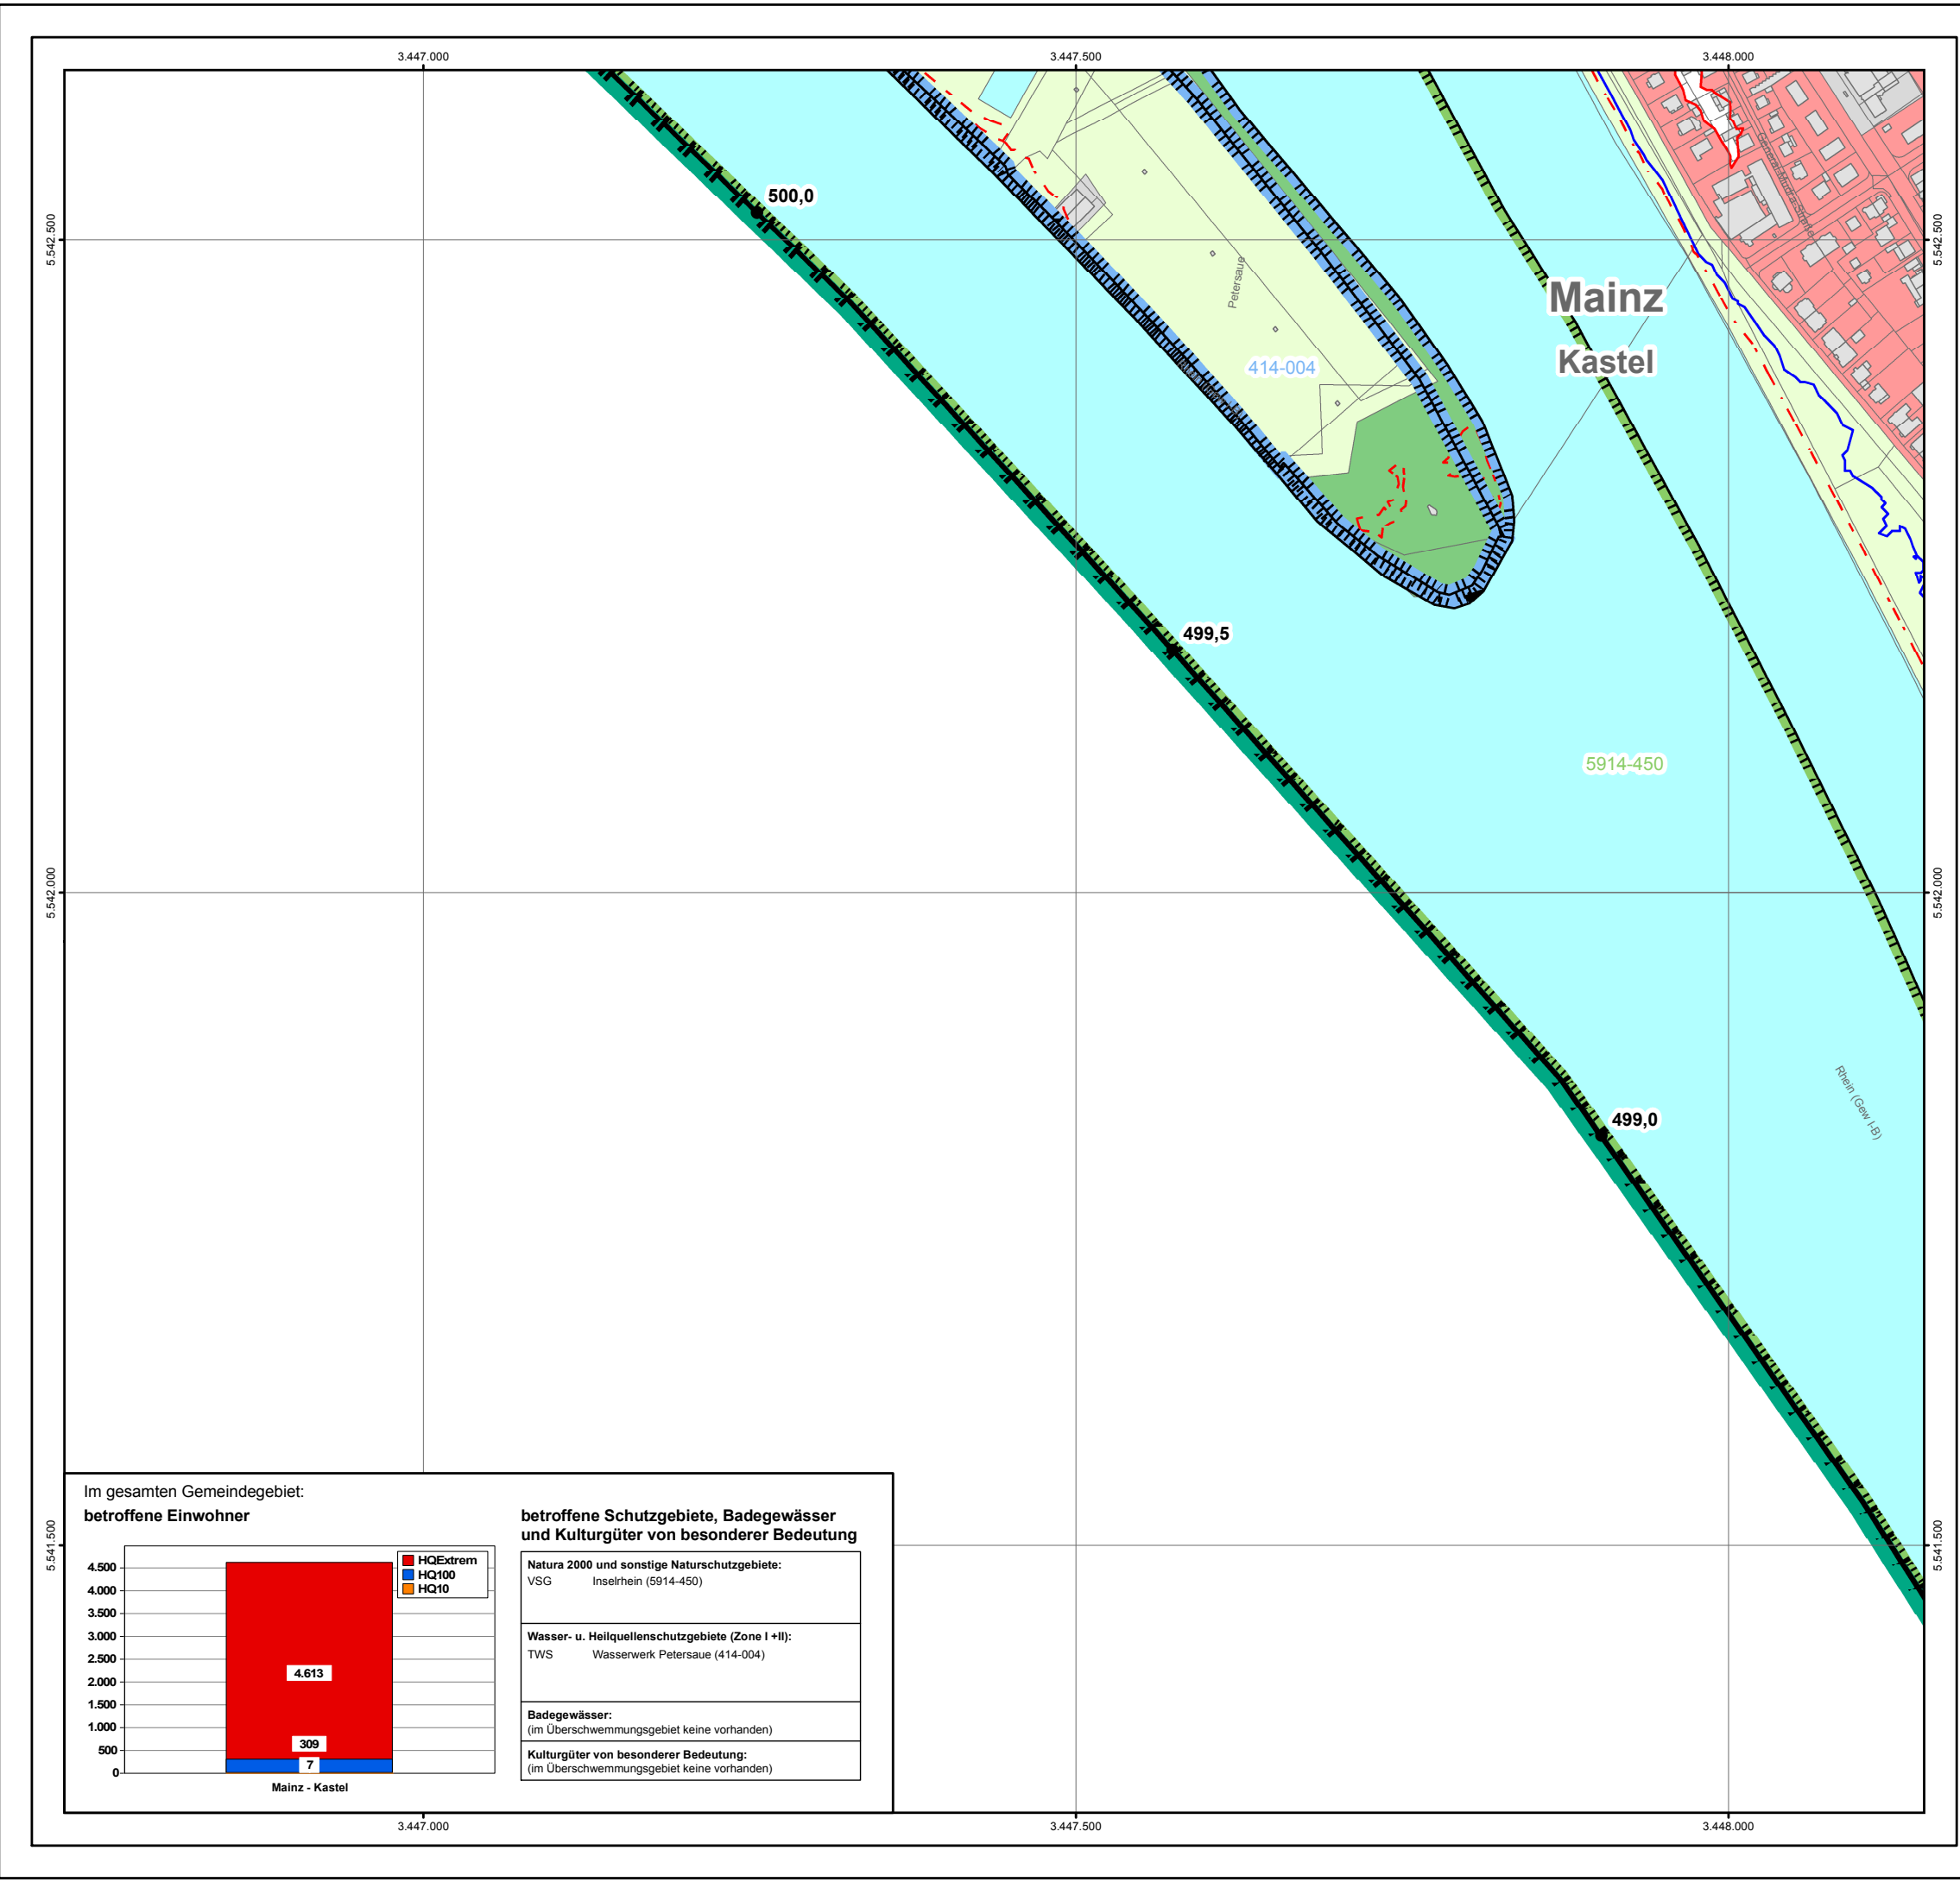 3.447.000
3.447.500
3.448.000
5.542.500
5.542.500
General-Mudra-Straße
500,0
Petersaue
Mainz
Kastel
414-004
499,5
5914-450
5.542.000
5.542.000
Rhein (Gew I-B)
499,0
5.541.500
5.541.500
Im gesamten Gemeindegebiet:
betroffene Einwohner
4.500
4.000
3.500
3.000
2.500
2.000
1.500
1.000
500
0
HQExtrem
HQ100
HQ10
4.613
309
7
Mainz - Kastel
betroffene Schutzgebiete, Badegewässer
und Kulturgüter von besonderer Bedeutung
Natura 2000 und sonstige Naturschutzgebiete:
VSG Inselrhein (5914-450)
Wasser- u. Heilquellenschutzgebiete (Zone I +II):
TWS Wasserwerk Petersaue (414-004)
Badegewässer:
(im Überschwemmungsgebiet keine vorhanden)
Kulturgüter von besonderer Bedeutung:
(im Überschwemmungsgebiet keine vorhanden)
3.447.000
3.447.500
3.448.000